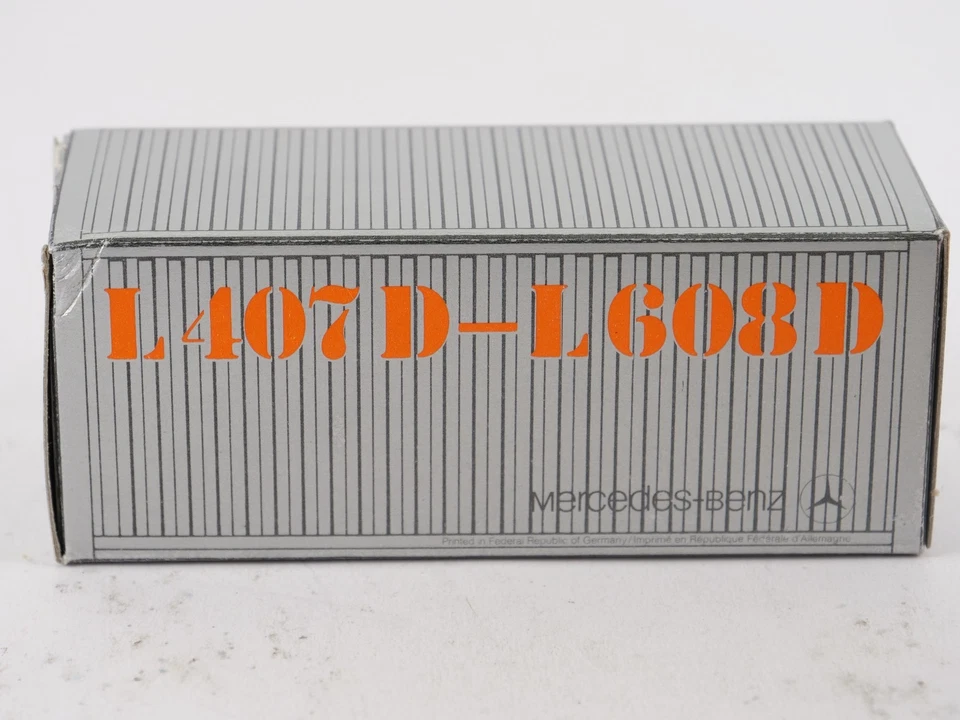 L407D-L608D
Mercedes-Benz
Printed in Federal Republic of Germany/Imprimé en République Fédérale d'Allemagne